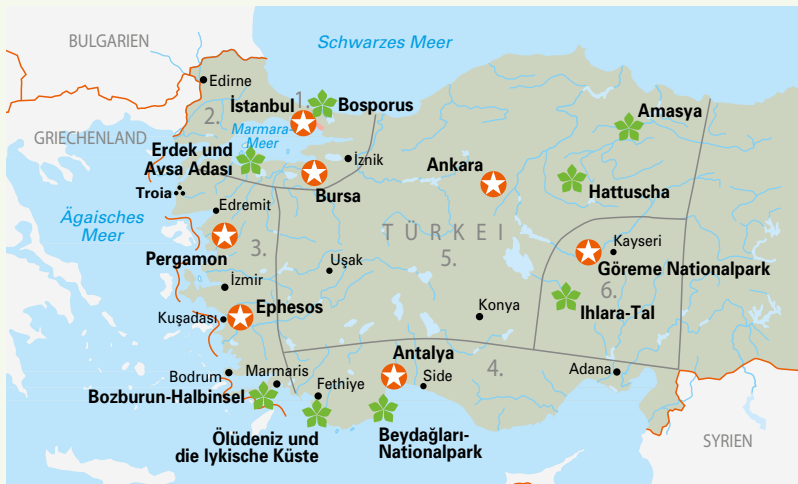 BULGARIEN
Schwarzes Meer
Edirne
İstanbul
1.
Bosporus
Amasya
2.
GRIECHENLAND
Marmara-
Meer
Erdek und
Avsa Adası
İznik
Ankara
Troia
Bursa
Hattuscha
Edremit
Ägaisches
Meer
TÜRKEI
3.
Kayseri
Pergamon
Uşak
5.
Göreme Nationalpark
İzmir
6.
Ephesos
Konya
Ihlara-Tal
Kuşadası
Antalya
4.
Bodrum
Marmaris
Side
Adana
Bozburun-Halbinsel
Fethiye
Ölüdeniz und
die lykische Küste
Beydağları-
Nationalpark
SYRIEN